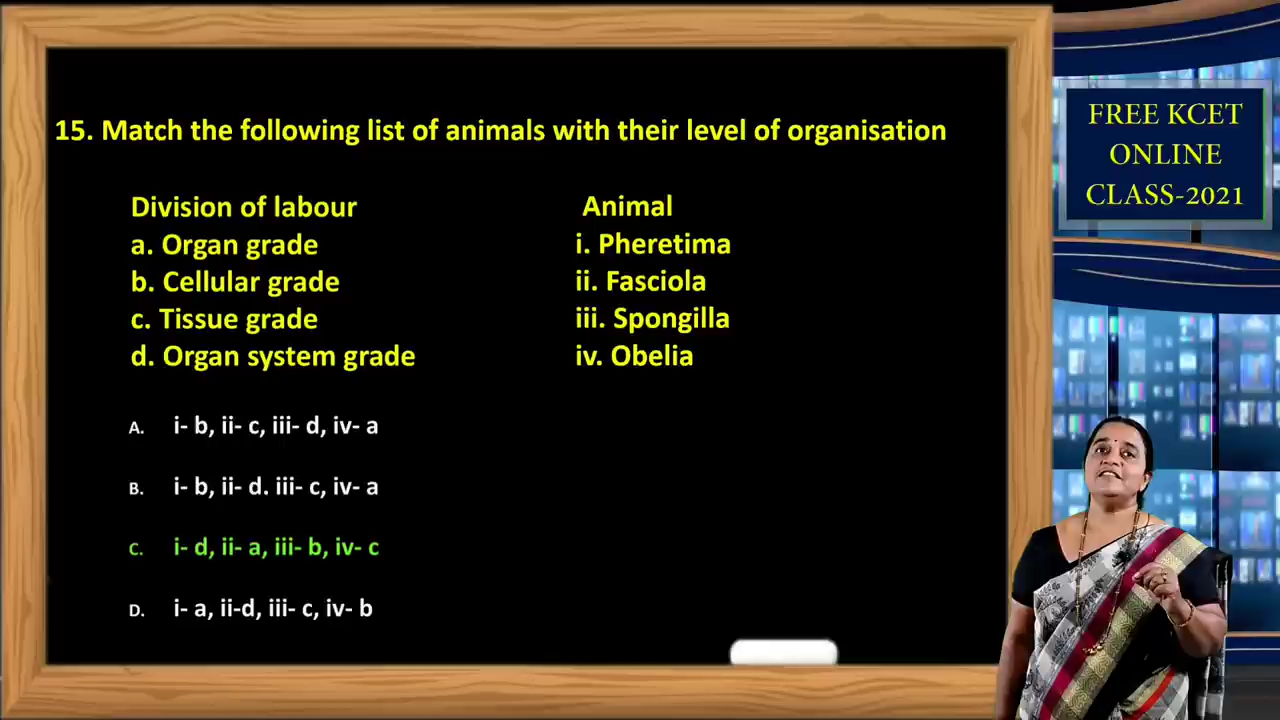 15. Match the following list of animals with their level of organisation
Division of labour
a. Organ grade
b. Cellular grade
c. Tissue grade
d. Organ system grade
Animal
i. Pheretima
ii. Fasciola
iii. Spongilla
iv. Obelia
A. i- b, ii- c, iii- d, iv- a
B. i- b, ii- d. iii- c, iv- a
C. i- d, ii- a, iii- b, iv- c
D. i- a, ii-d, iii- c, iv- b
FREE KCET
ONLINE
CLASS-2021